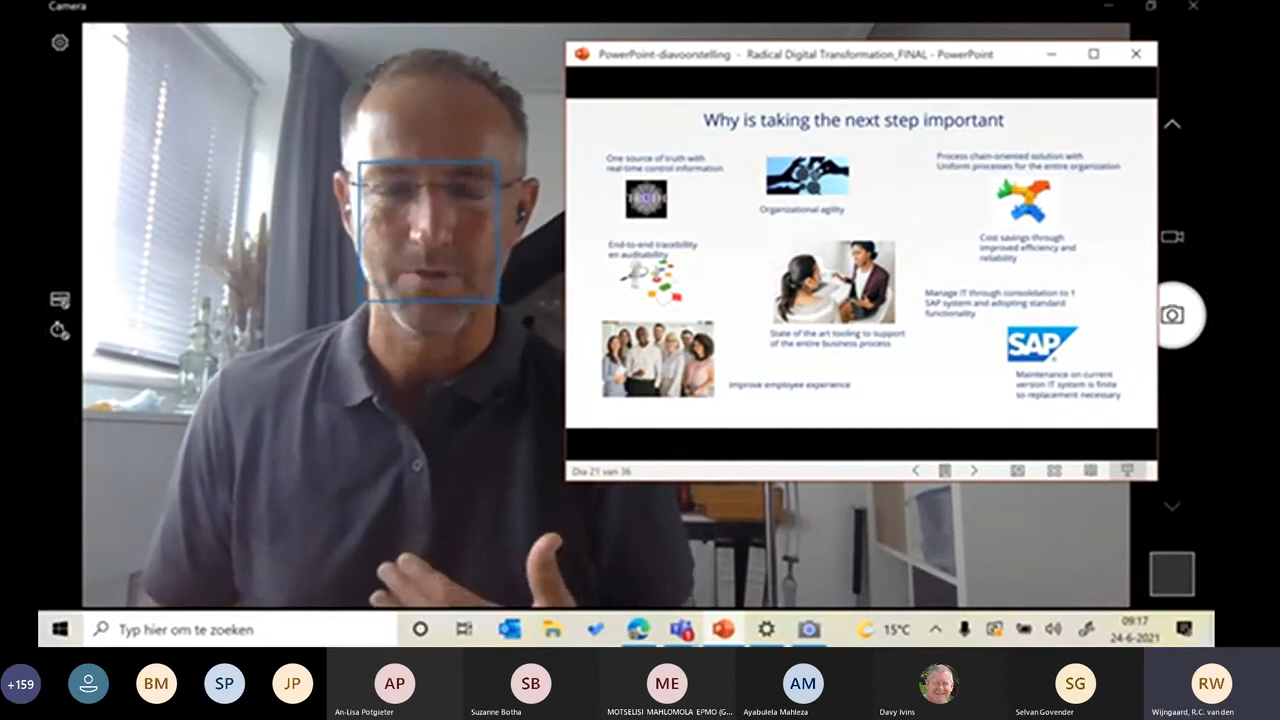 Camera
PowerPoint-diavoorstelling - Radical Digital Transformation_FINAL - PowerPoint
Why is taking the next step important
One source of truth with
real-time control information
TRUTH
Organizational agility
Process chain-oriented solution with
Uniform processes for the entire organization
End-to-end tracebility
en auditability
Cost savings through
improved efficiency and
reliability
State of the art tooling to support
of the entire business process
Manage IT through consolidation to 1
SAP system and adopting standard
functionality
SAP
improve employee experience
Maintenance on current
version IT system is finite
so replacement necessary
Dia 21 van 36
Typ hier om te zoeken
15°C
09:17
24-6-2021
+159
BM
SP
JP
AP
SB
ME
AM
SG
RW
An-Lisa Potgieter
Suzanne Botha
MOTSELISI MAHLOMOLA EPMO (G...
Ayabulela Mahleza
Davy Ivins
Selvan Govender
Wijngaard, R.C. van den